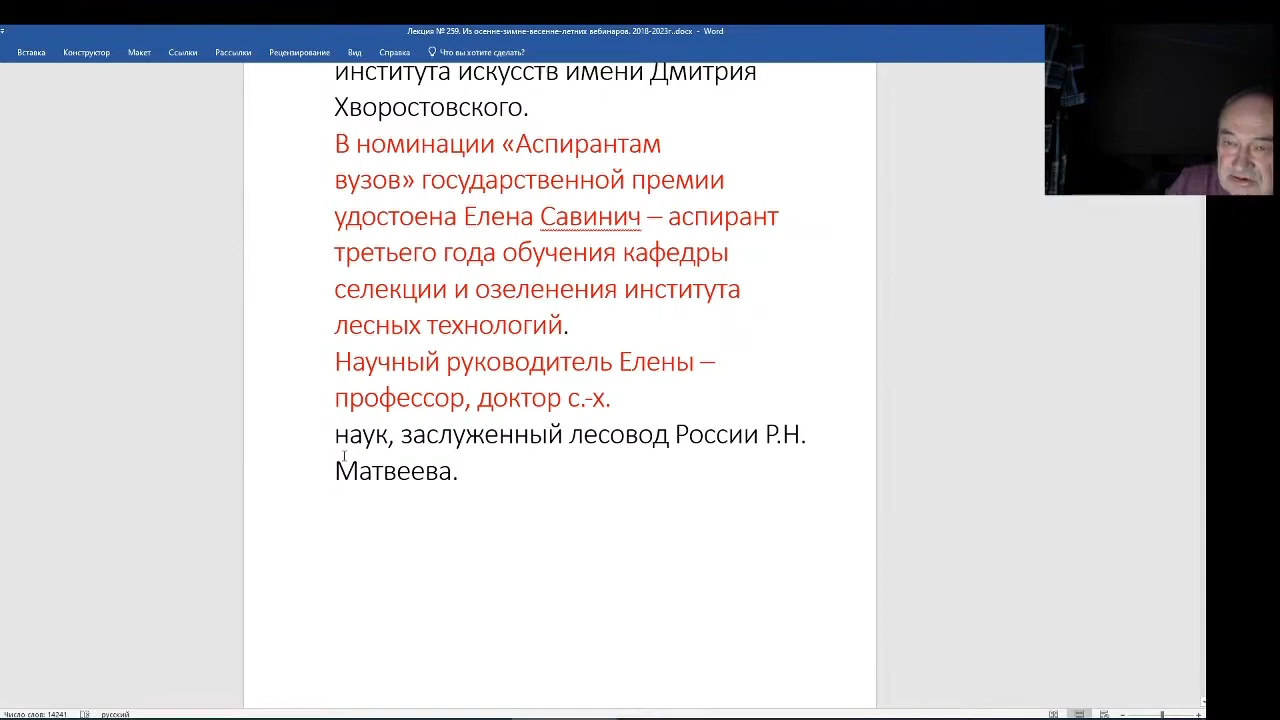 Лекция № 259. Из осенне-зимне-весенне-летних вебинаров. 2018-2023г..docx - Word
Вставка Конструктор Макет Ссылки Рассылки Рецензирование Вид Справка Что вы хотите сделать?
института искусств имени Дмитрия
Хворостовского.
В номинации «Аспирантам
вузов» государственной премии
удостоена Елена Савинич – аспирант
третьего года обучения кафедры
селекции и озеленения института
лесных технологий.
Научный руководитель Елены –
профессор, доктор с.-х.
наук, заслуженный лесовод России Р.Н.
Матвеева.
Число слов: 14241 русский